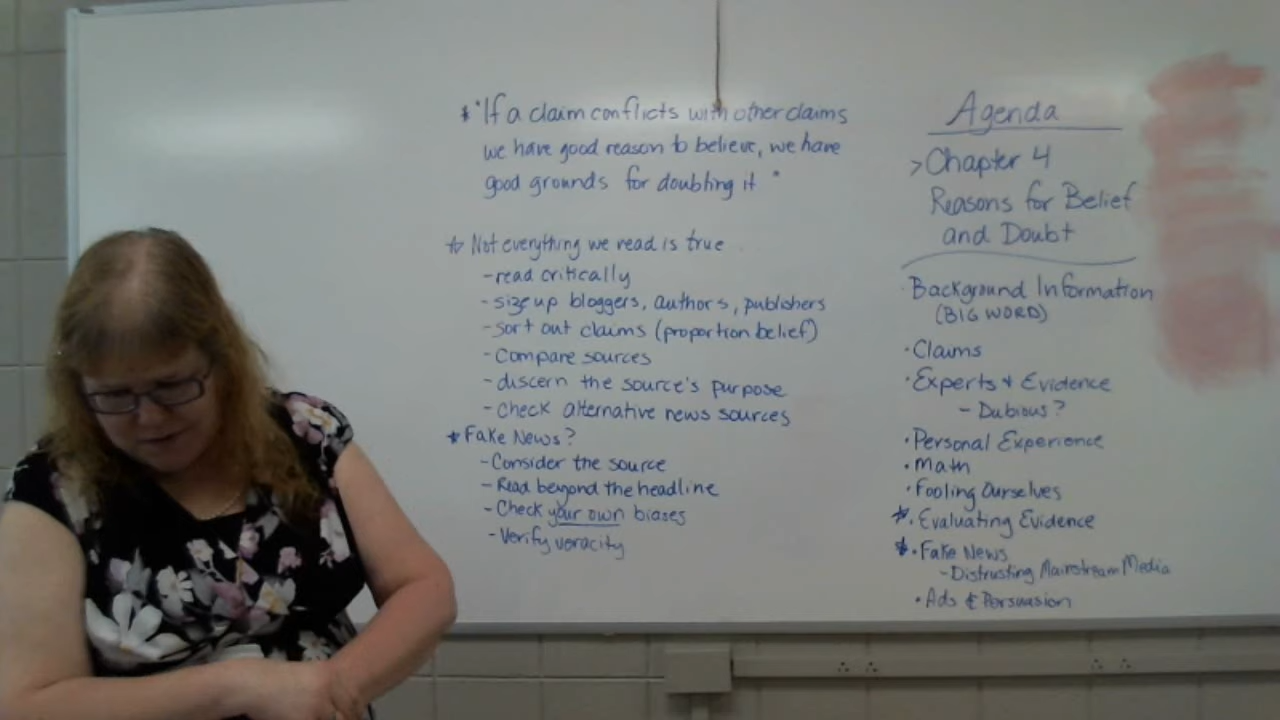 * "If a claim conflicts with other claims
we have good reason to believe, we have
good grounds for doubting it."
☆ Not everything we read is true
- read critically
- size up bloggers, authors, publishers
- sort out claims (proportion belief)
- Compare sources
- discern the source's purpose
- check alternative news sources
* Fake News?
- Consider the source
- Read beyond the headline
- Check your own biases
- Verify veracity
Agenda
> Chapter 4
Reasons for Belief
and Doubt
Background Information
(BIG WORD)
· Claims
· Experts & Evidence
- Dubious?
· Personal Experience
· Math
· Fooling Ourselves
* · Evaluating Evidence
* · Fake News
- Distrusting Mainstream Media
· Ads & Persuasion